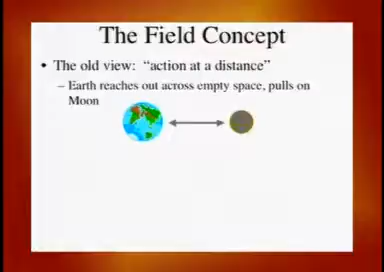 The Field Concept
• The old view: "action at a distance"
– Earth reaches out across empty space, pulls on
Moon